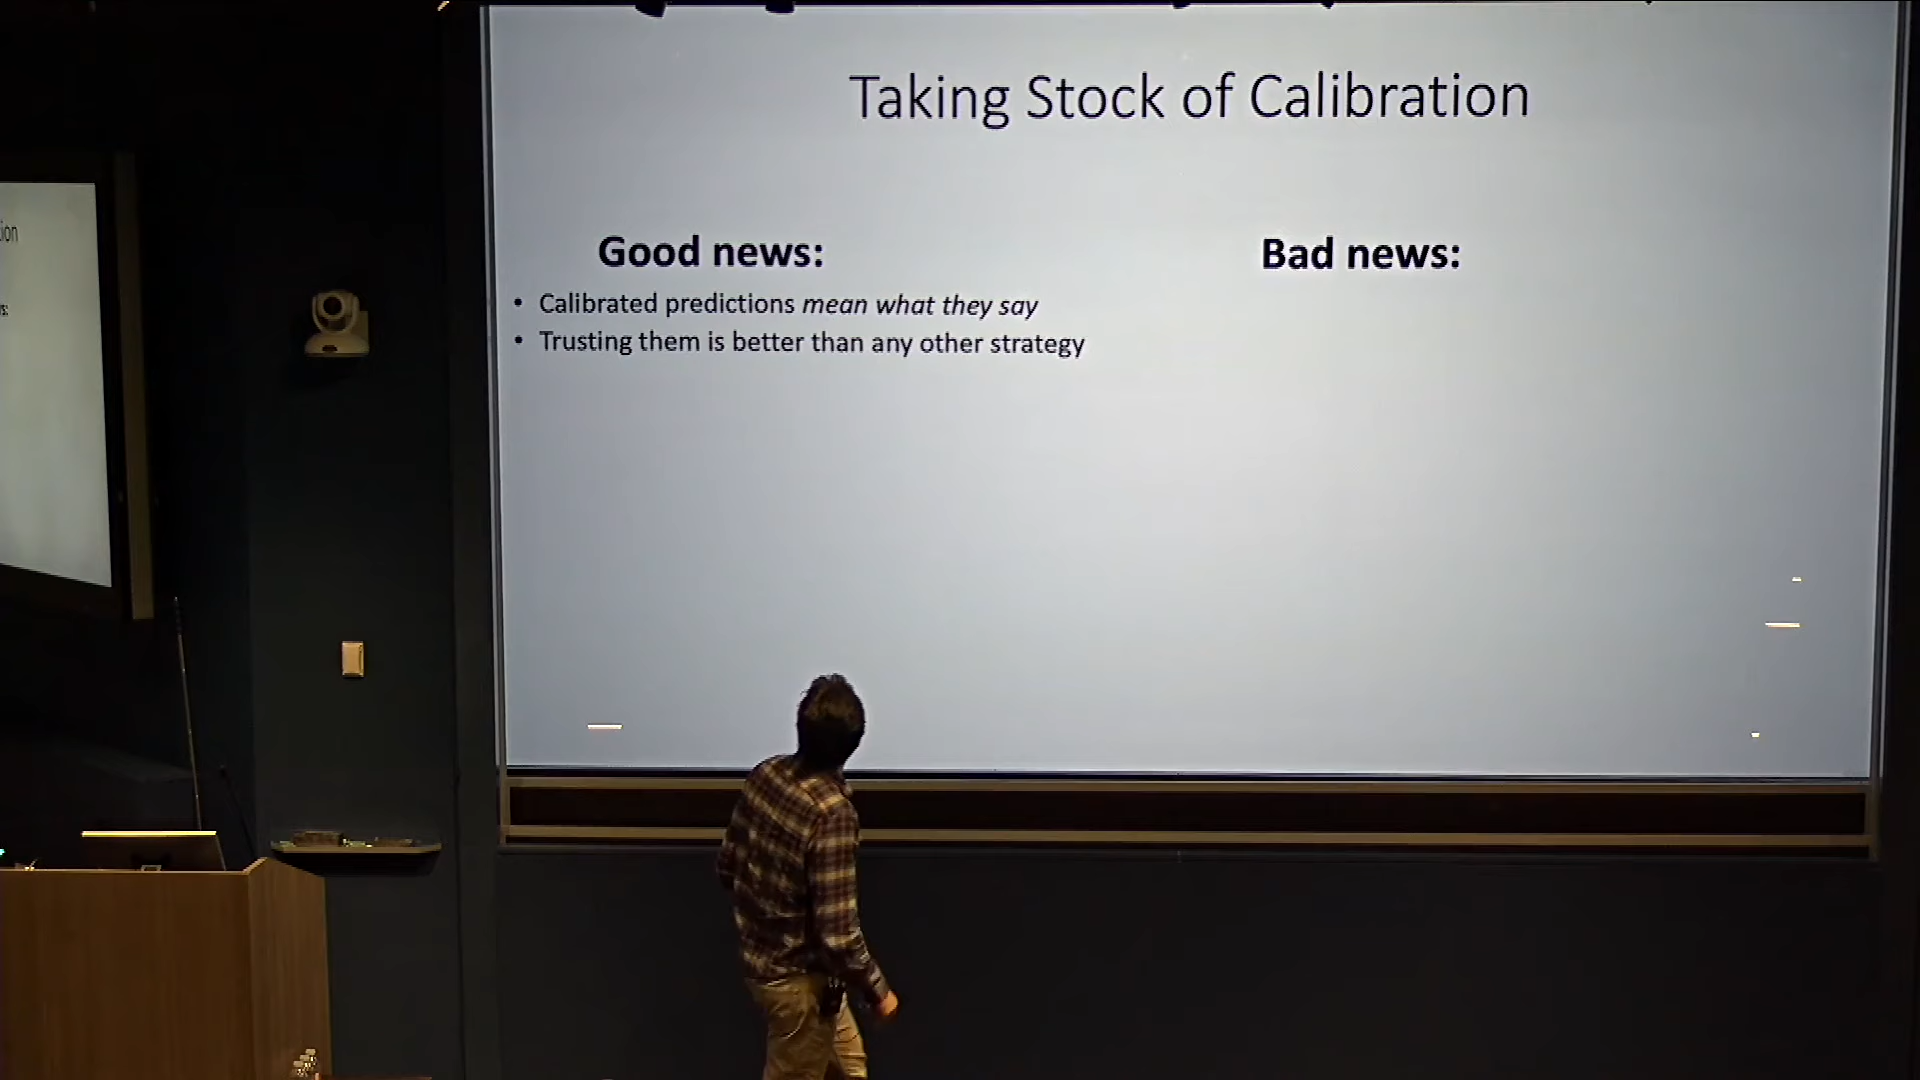 Taking Stock of Calibration
Good news:
• Calibrated predictions mean what they say
• Trusting them is better than any other strategy
Bad news:
ion
s: